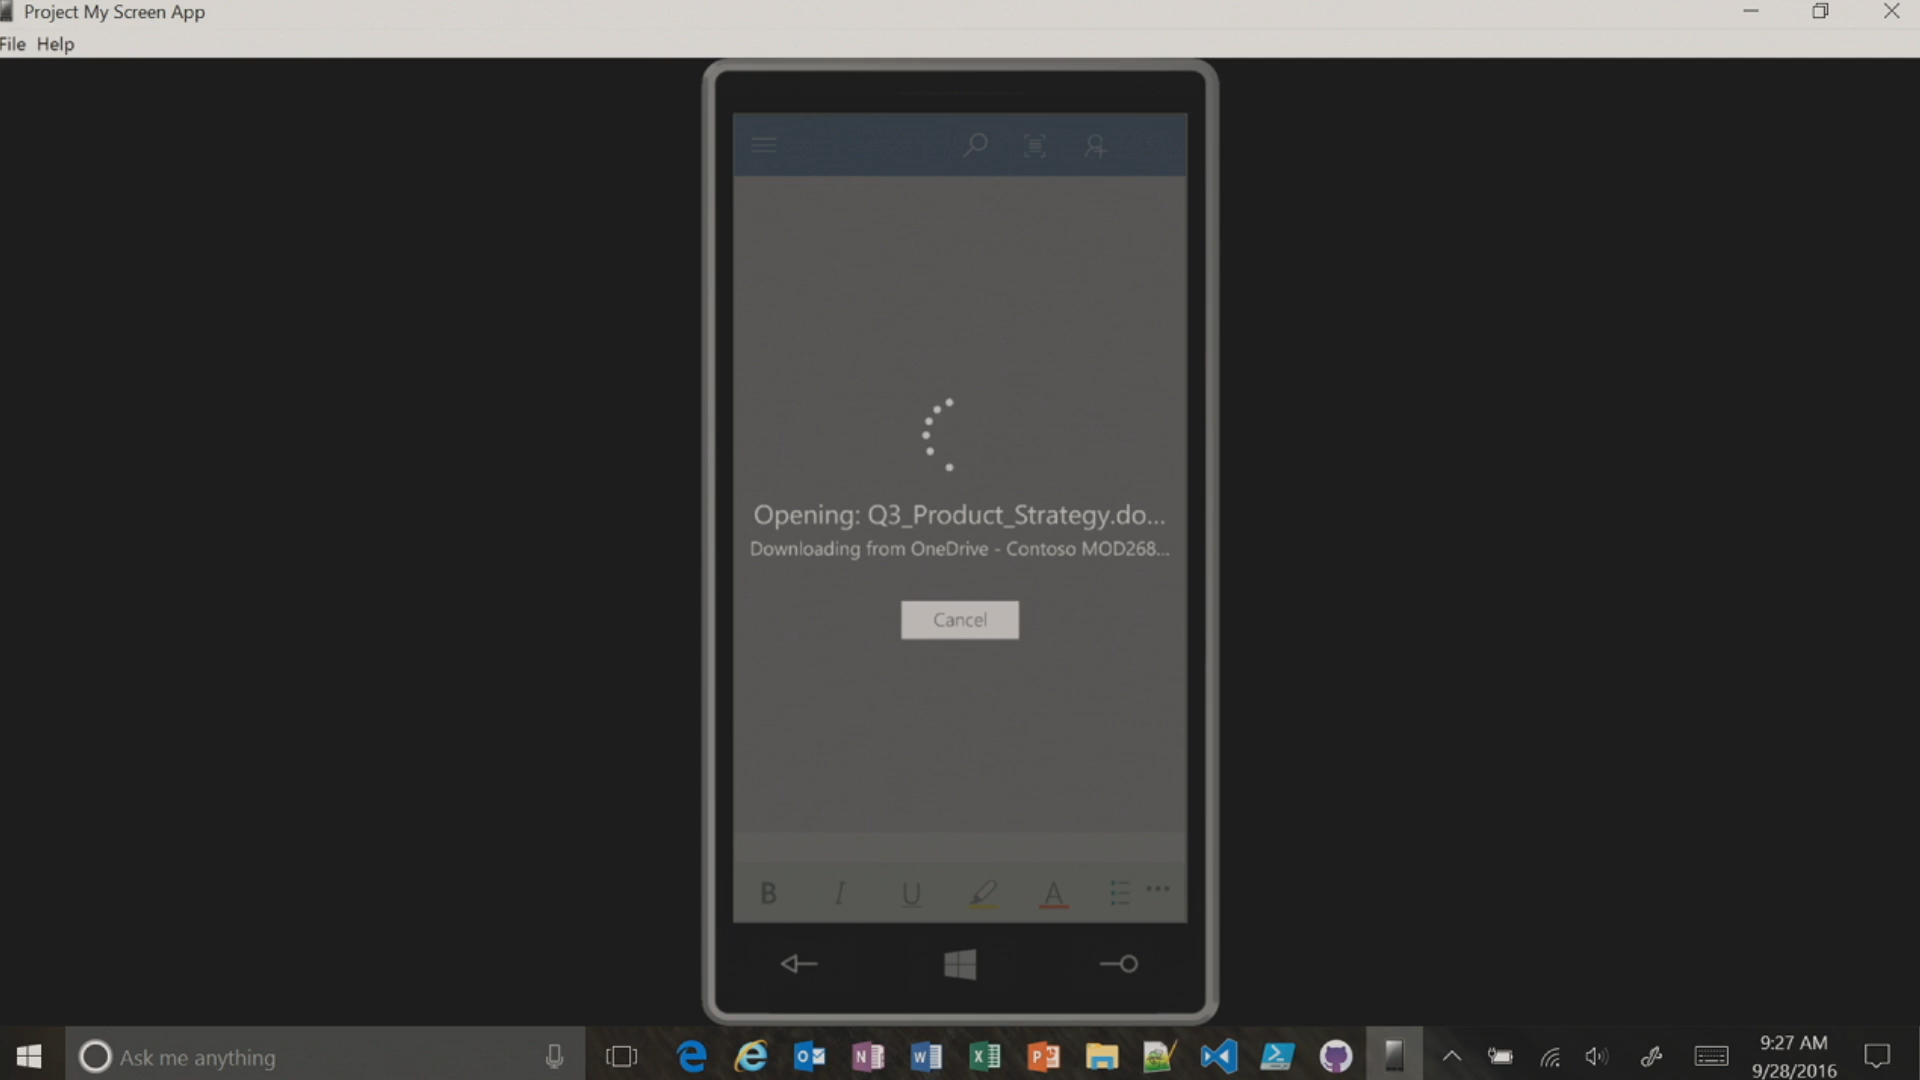 Project My Screen App
File Help
Opening: Q3_Product_Strategy.do...
Downloading from OneDrive - Contoso MOD268...
Cancel
B I U A
Ask me anything
9:27 AM
9/28/2016